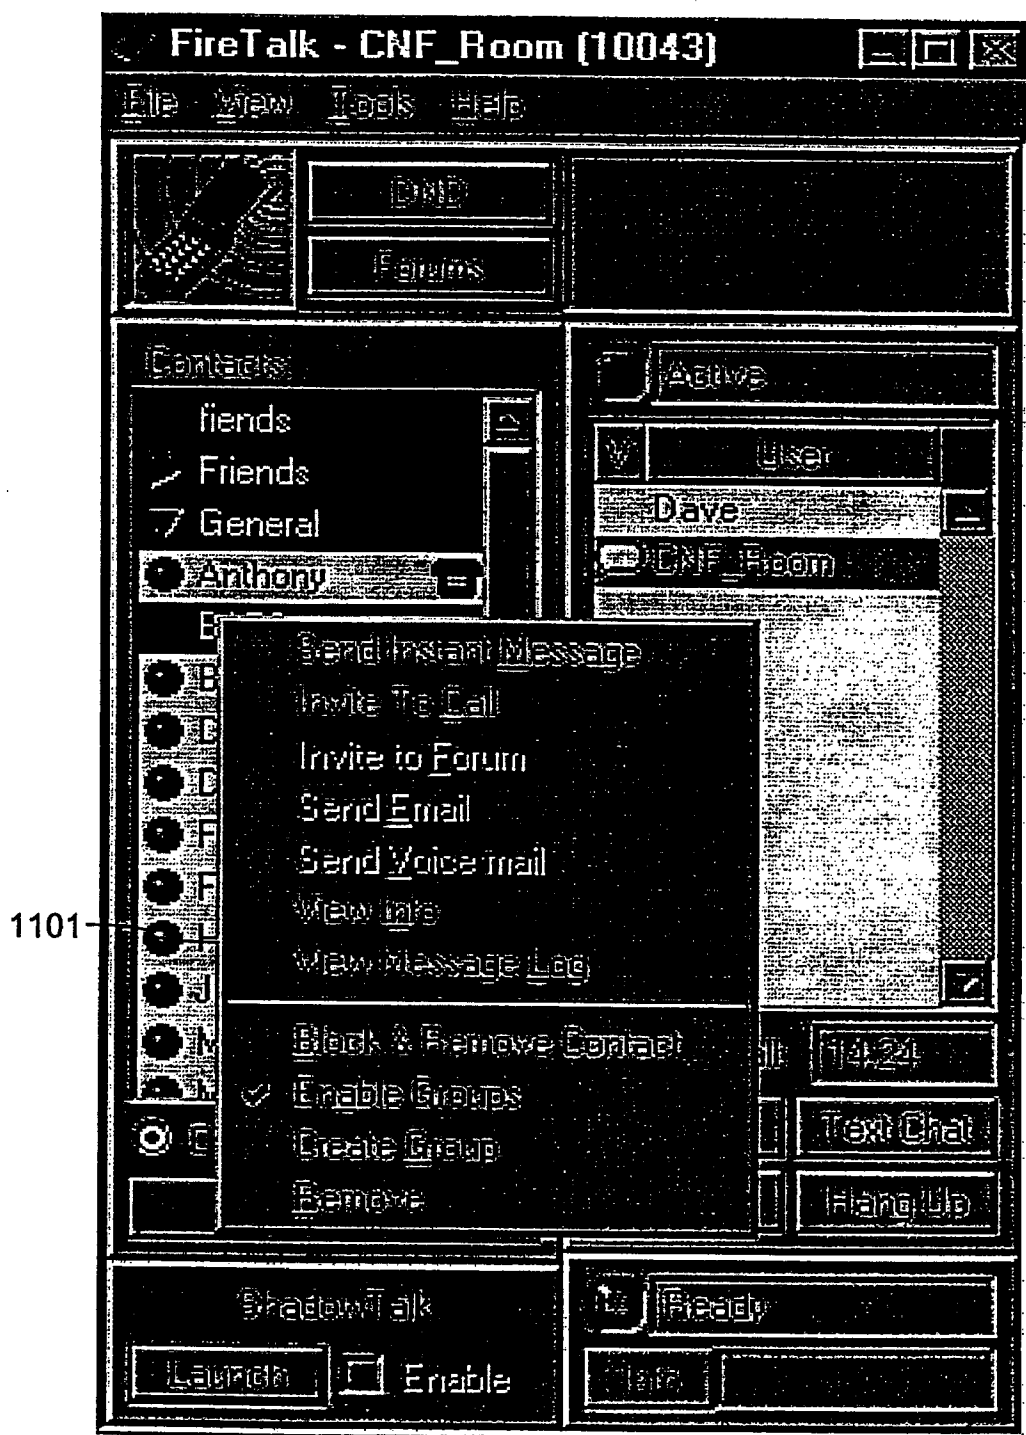 FireTalk - CNF_Room (10043)
File View Tools Help
DND
Forums
Contacts:
fiends
Friends
General
Anthony
Active
V User
Dave
CNF_Room
Send Instant Message
Invite To Call
Invite to Forum
Send Email
Send Voice mail
View Info
View Message Log
Block & Remove Contact
Enable Groups
Create Group
Remove
B
D
F
F
1101
J
M
14:24
Text Chat
Hang Up
ShadowTalk
Launch
Enable
Ready